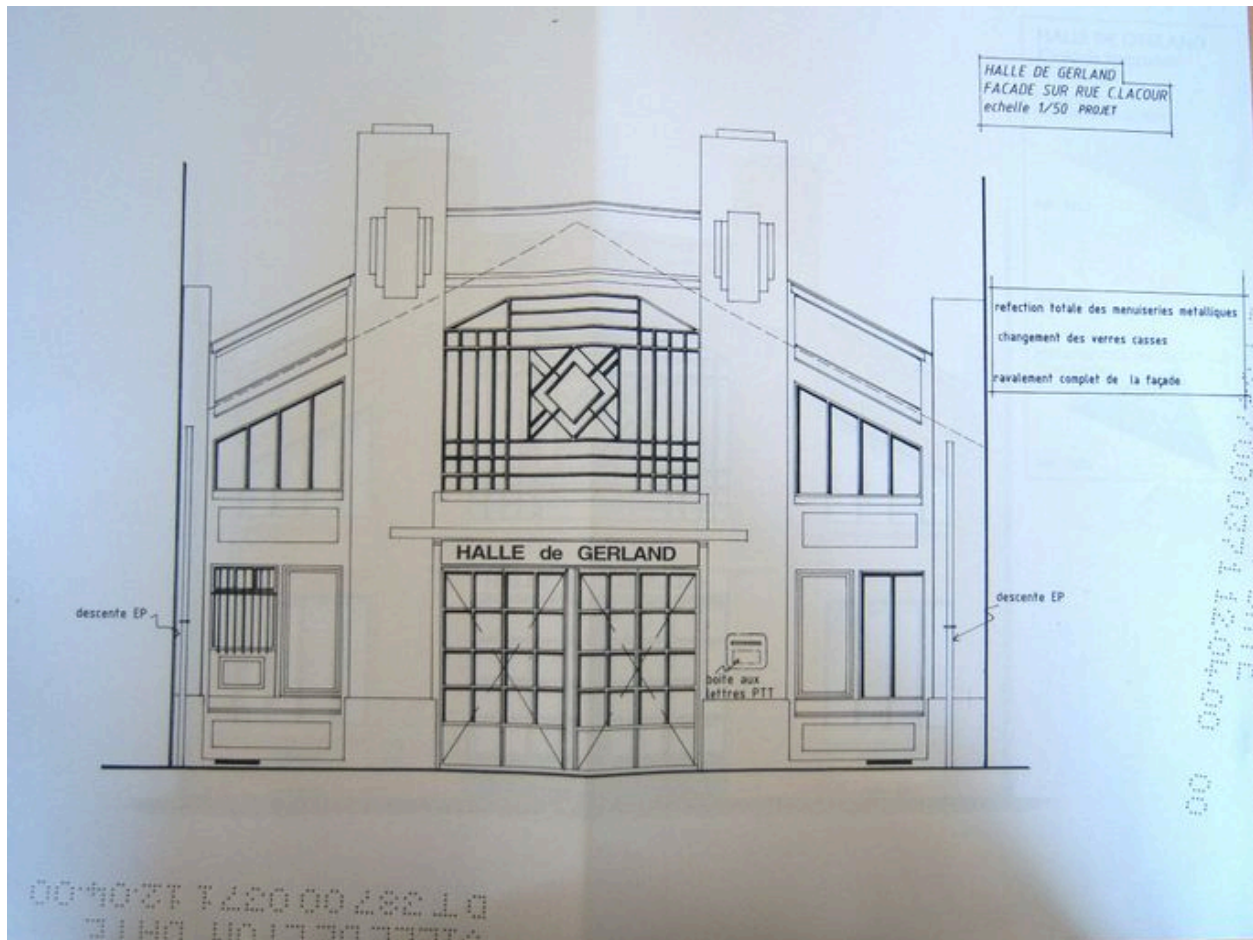 HALLE DE GERLAND
FACADE SUR RUE C.LACOUR
echelle 1/50 PROJET
refection totale des menuiseries metalliques
changement des verres casses
ravalement complet de la façade
HALLE de GERLAND
descente EP
descente EP
boite aux
lettres PTT